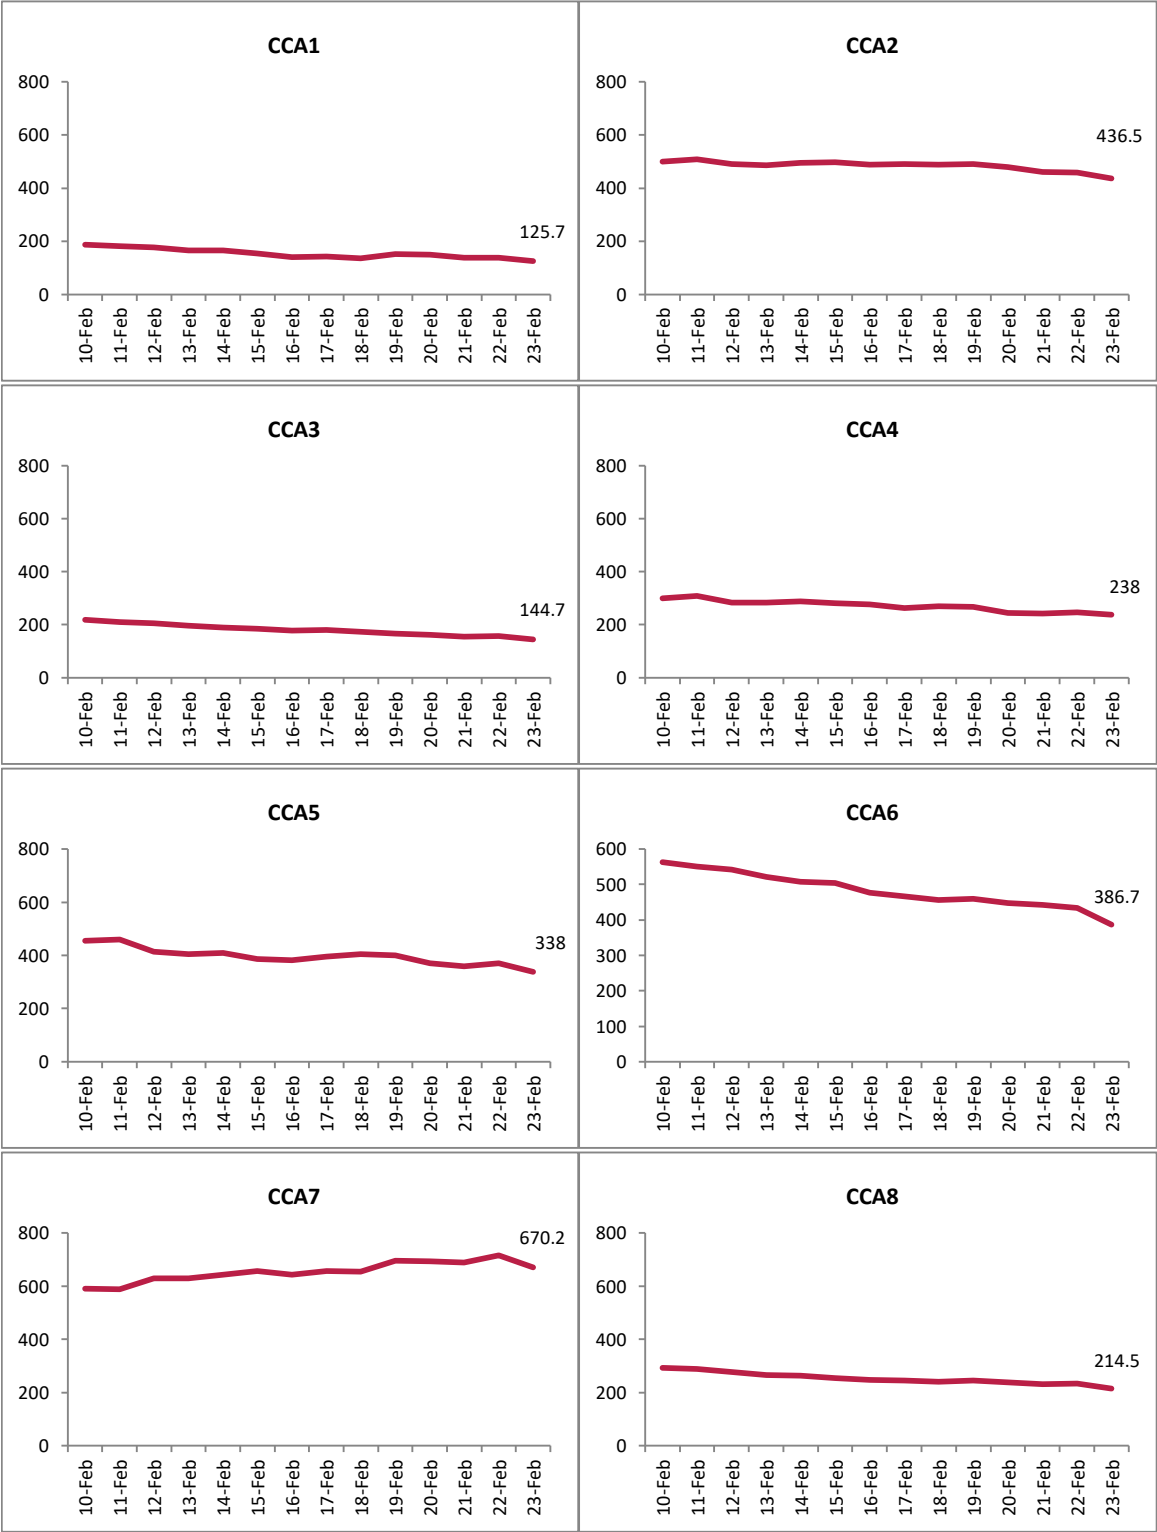 CCA1
800
600
400
200
0
125.7
10-Feb
11-Feb
12-Feb
13-Feb
14-Feb
15-Feb
16-Feb
17-Feb
18-Feb
19-Feb
20-Feb
21-Feb
22-Feb
23-Feb
CCA2
800
600
400
200
0
436.5
10-Feb
11-Feb
12-Feb
13-Feb
14-Feb
15-Feb
16-Feb
17-Feb
18-Feb
19-Feb
20-Feb
21-Feb
22-Feb
23-Feb
CCA3
800
600
400
200
0
144.7
10-Feb
11-Feb
12-Feb
13-Feb
14-Feb
15-Feb
16-Feb
17-Feb
18-Feb
19-Feb
20-Feb
21-Feb
22-Feb
23-Feb
CCA4
800
600
400
200
0
238
10-Feb
11-Feb
12-Feb
13-Feb
14-Feb
15-Feb
16-Feb
17-Feb
18-Feb
19-Feb
20-Feb
21-Feb
22-Feb
23-Feb
CCA5
800
600
400
200
0
338
10-Feb
11-Feb
12-Feb
13-Feb
14-Feb
15-Feb
16-Feb
17-Feb
18-Feb
19-Feb
20-Feb
21-Feb
22-Feb
23-Feb
CCA6
600
500
400
300
200
100
0
386.7
10-Feb
11-Feb
12-Feb
13-Feb
14-Feb
15-Feb
16-Feb
17-Feb
18-Feb
19-Feb
20-Feb
21-Feb
22-Feb
23-Feb
CCA7
800
600
400
200
0
670.2
10-Feb
11-Feb
12-Feb
13-Feb
14-Feb
15-Feb
16-Feb
17-Feb
18-Feb
19-Feb
20-Feb
21-Feb
22-Feb
23-Feb
CCA8
800
600
400
200
0
214.5
10-Feb
11-Feb
12-Feb
13-Feb
14-Feb
15-Feb
16-Feb
17-Feb
18-Feb
19-Feb
20-Feb
21-Feb
22-Feb
23-Feb